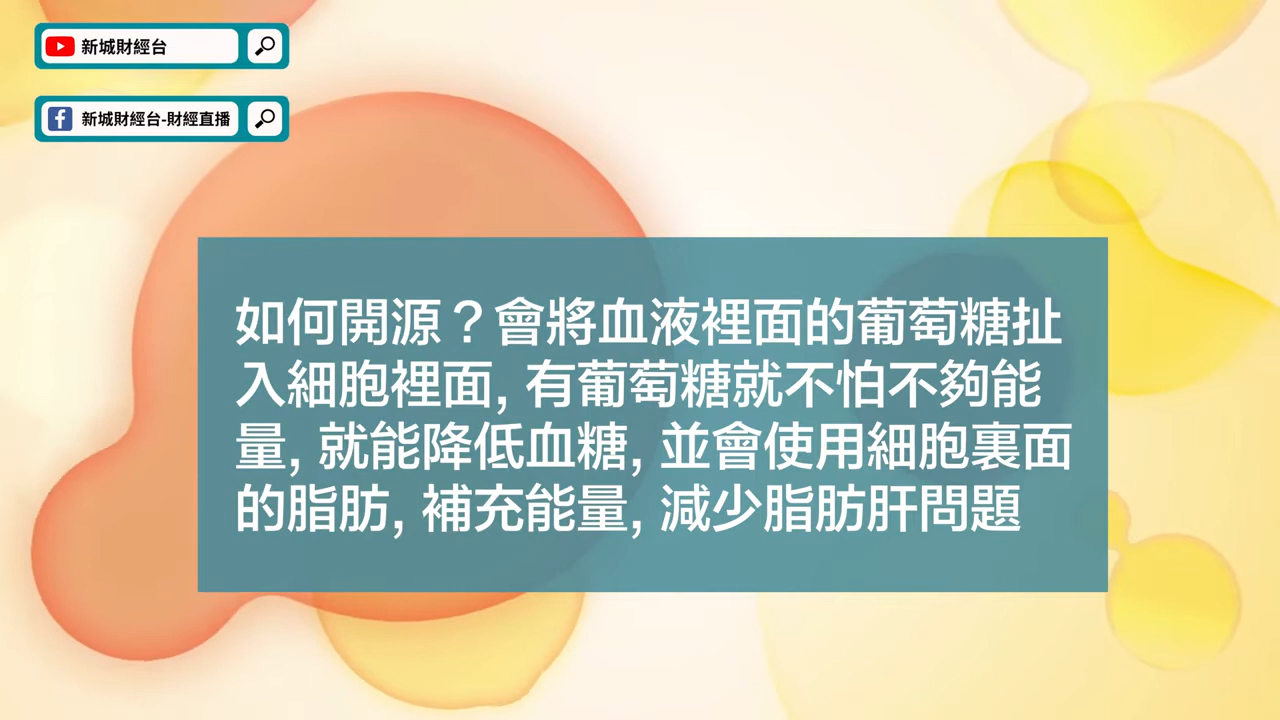 新城財經台
新城財經台-財經直播
如何開源？會將血液裡面的葡萄糖扯
入細胞裡面, 有葡萄糖就不怕不夠能
量, 就能降低血糖, 並會使用細胞裏面
的脂肪, 補充能量, 減少脂肪肝問題